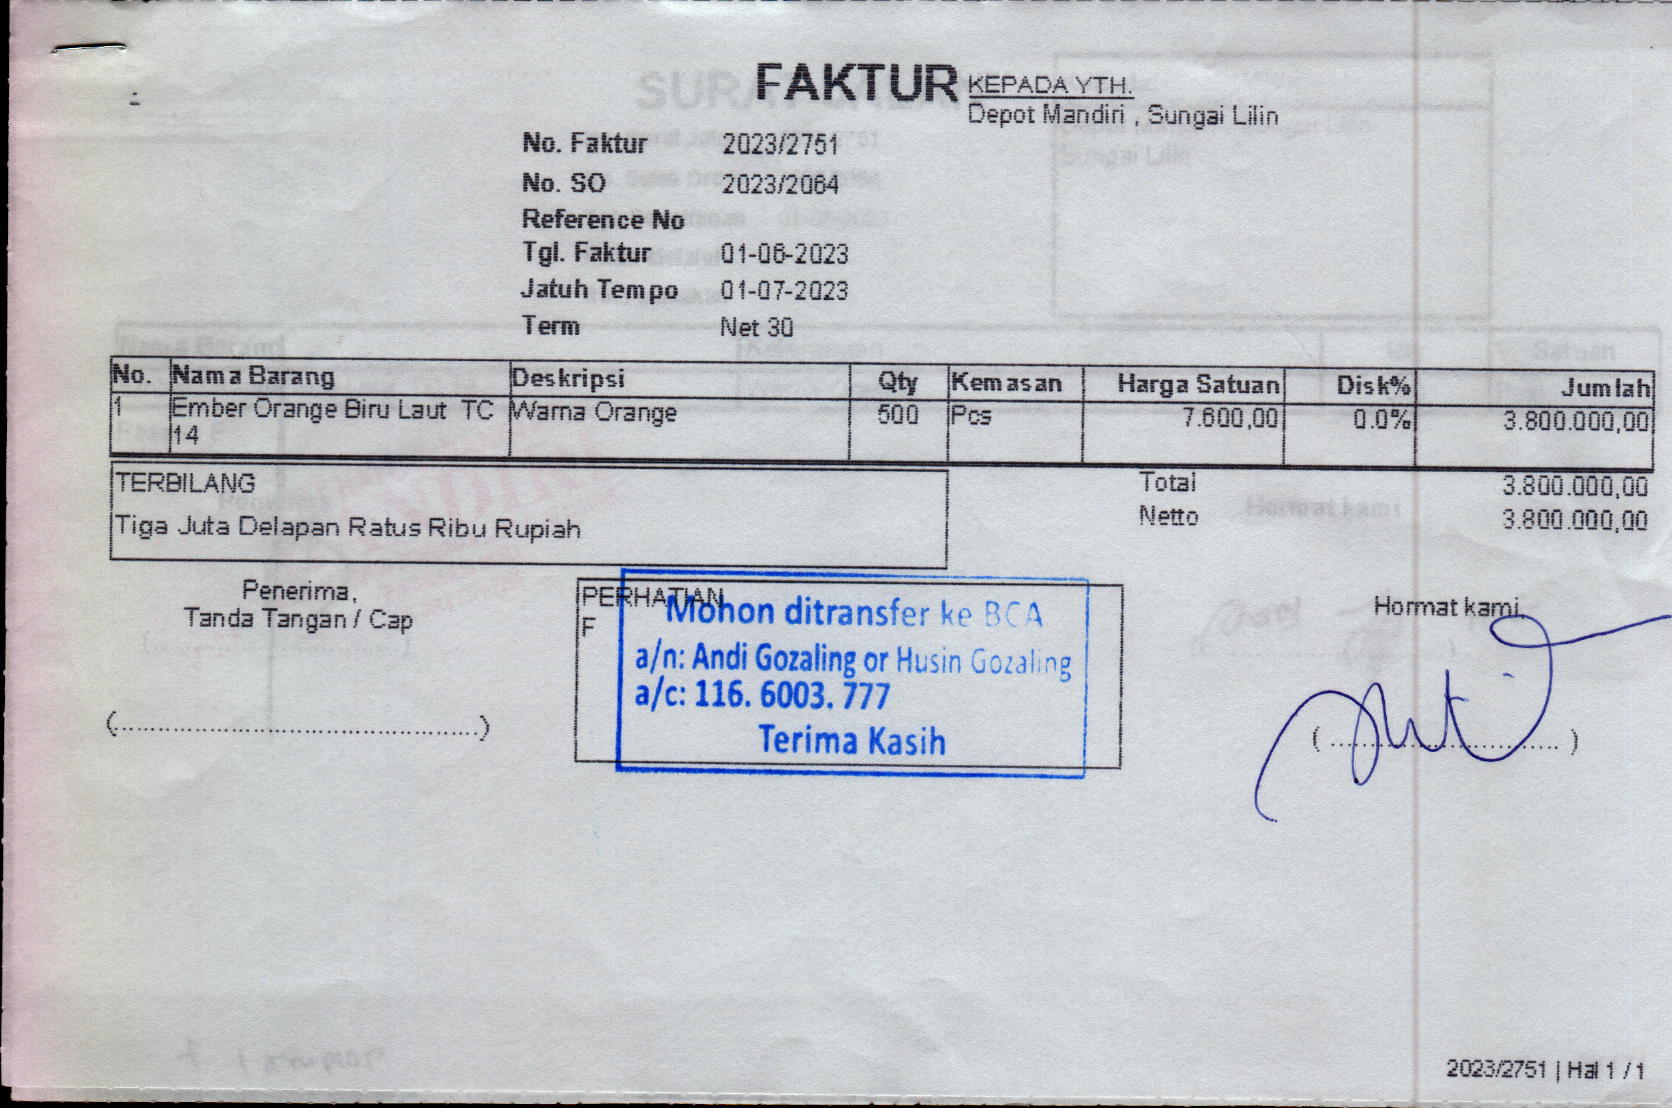 FAKTUR
KEPADA YTH.
Depot Mandiri , Sungai Lilin
No. Faktur 2023/2751
No. SO 2023/2064
Reference No
Tgl. Faktur 01-06-2023
Jatuh Tempo 01-07-2023
Term Net 30
No. Nama Barang Deskripsi Qty Kemasan Harga Satuan Disk% Jumlah
1 Ember Orange Biru Laut TC Warna Orange 500 Pcs 7.600,00 0.0% 3.800.000,00
14
TERBILANG
Tiga Juta Delapan Ratus Ribu Rupiah
Total 3.800.000,00
Netto 3.800.000,00
Penerima,
Tanda Tangan / Cap
(...............................................)
PERHATIAN
F
Mohon ditransfer ke BCA
a/n: Andi Gozaling or Husin Gozaling
a/c: 116. 6003. 777
Terima Kasih
Hormat kami,
( ............................. )
2023/2751 | Hal 1 / 1